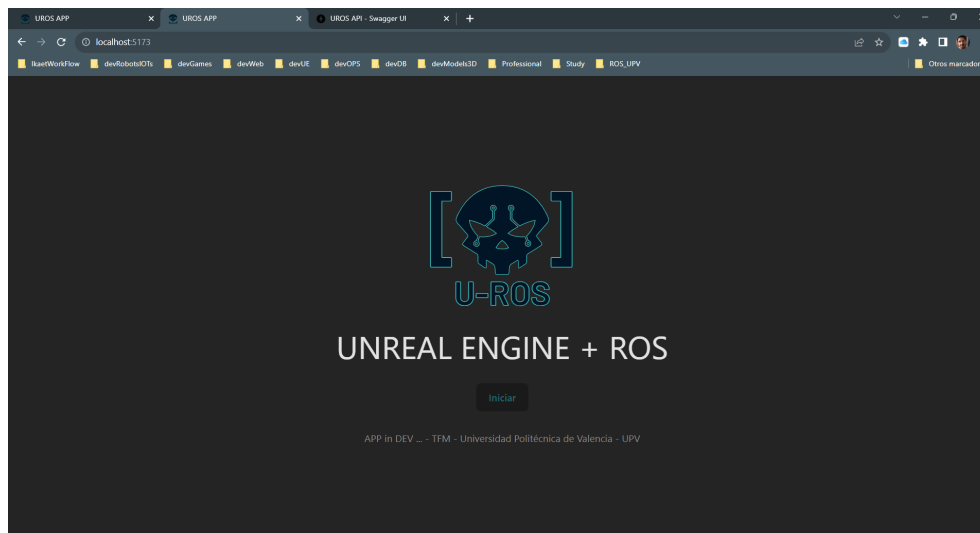 UROS APP
UROS APP
UROS API - Swagger UI
localhost:5173
IkaetWorkFlow devRobotsIOTs devGames devWeb devUE devOPS devDB devModels3D Professional Study ROS_UPV Otros marcador
U-ROS
UNREAL ENGINE + ROS
Iniciar
APP in DEV ... - TFM - Universidad Politécnica de Valencia - UPV